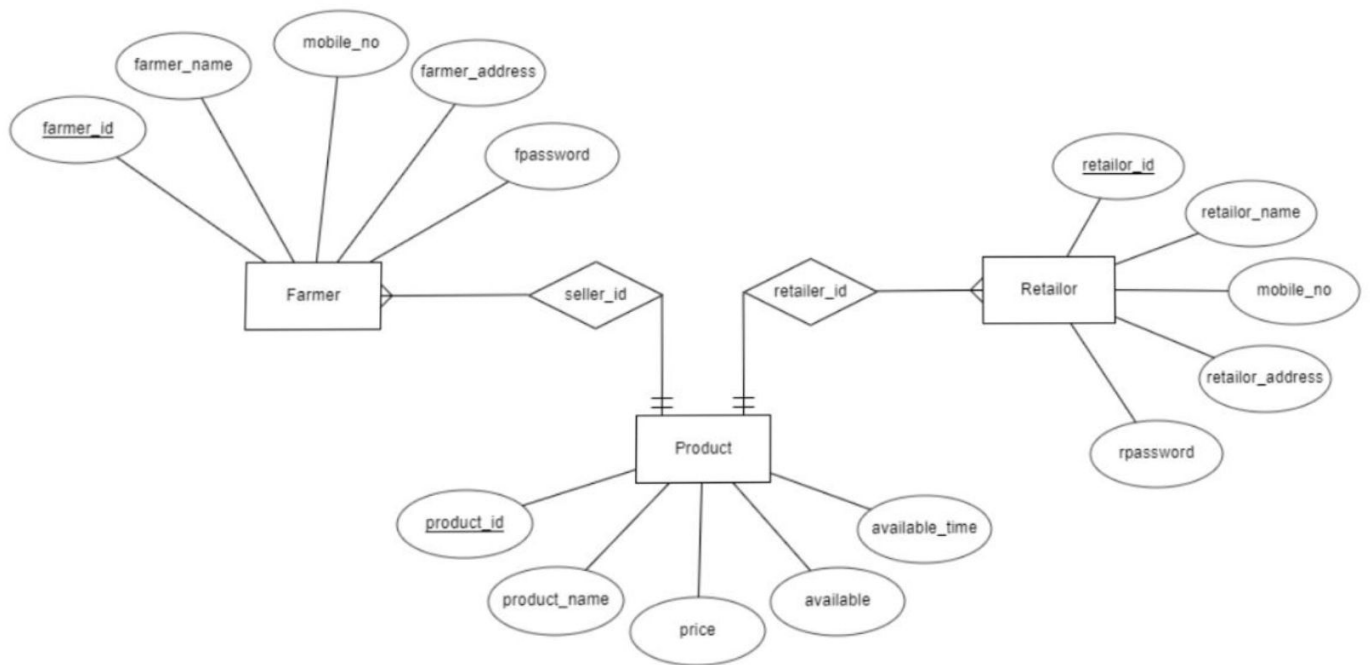 mobile_no
farmer_name
farmer_address
farmer_id
fpassword
retailor_id
retailor_name
Farmer
seller_id
retailer_id
Retailor
mobile_no
retailor_address
Product
rpassword
product_id
available_time
product_name
available
price